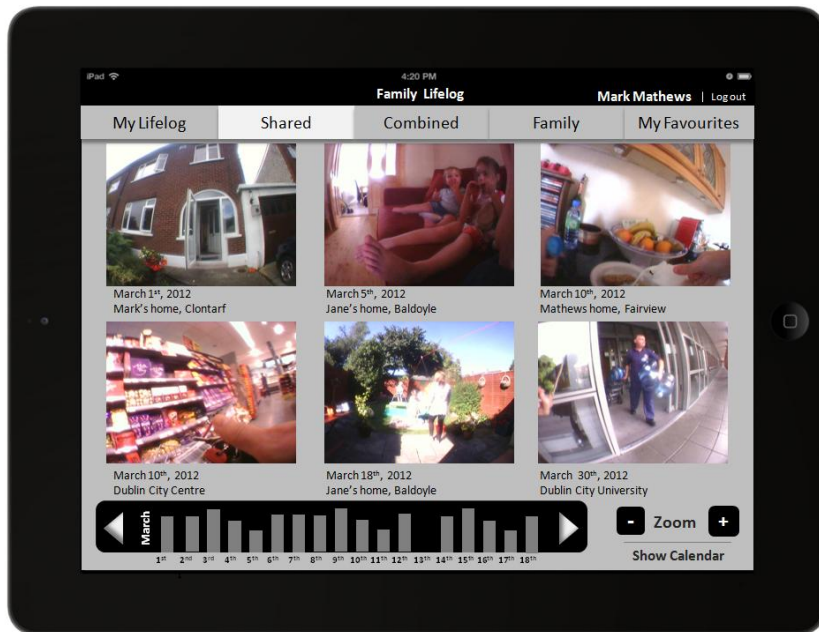 iPad
4:20 PM
Family Lifelog
Mark Mathews | Log out
My Lifelog
Shared
Combined
Family
My Favourites
March 1st, 2012
Mark's home, Clontarf
March 5th, 2012
Jane's home, Baldoyle
March 10th, 2012
Mathews home, Fairview
March 10th, 2012
Dublin City Centre
March 18th, 2012
Jane's home, Baldoyle
March 30th, 2012
Dublin City University
March
1st 2nd 3rd 4th 5th 6th 7th 8th 9th 10th 11th 12th 13th 14th 15th 16th 17th 18th
- Zoom +
Show Calendar